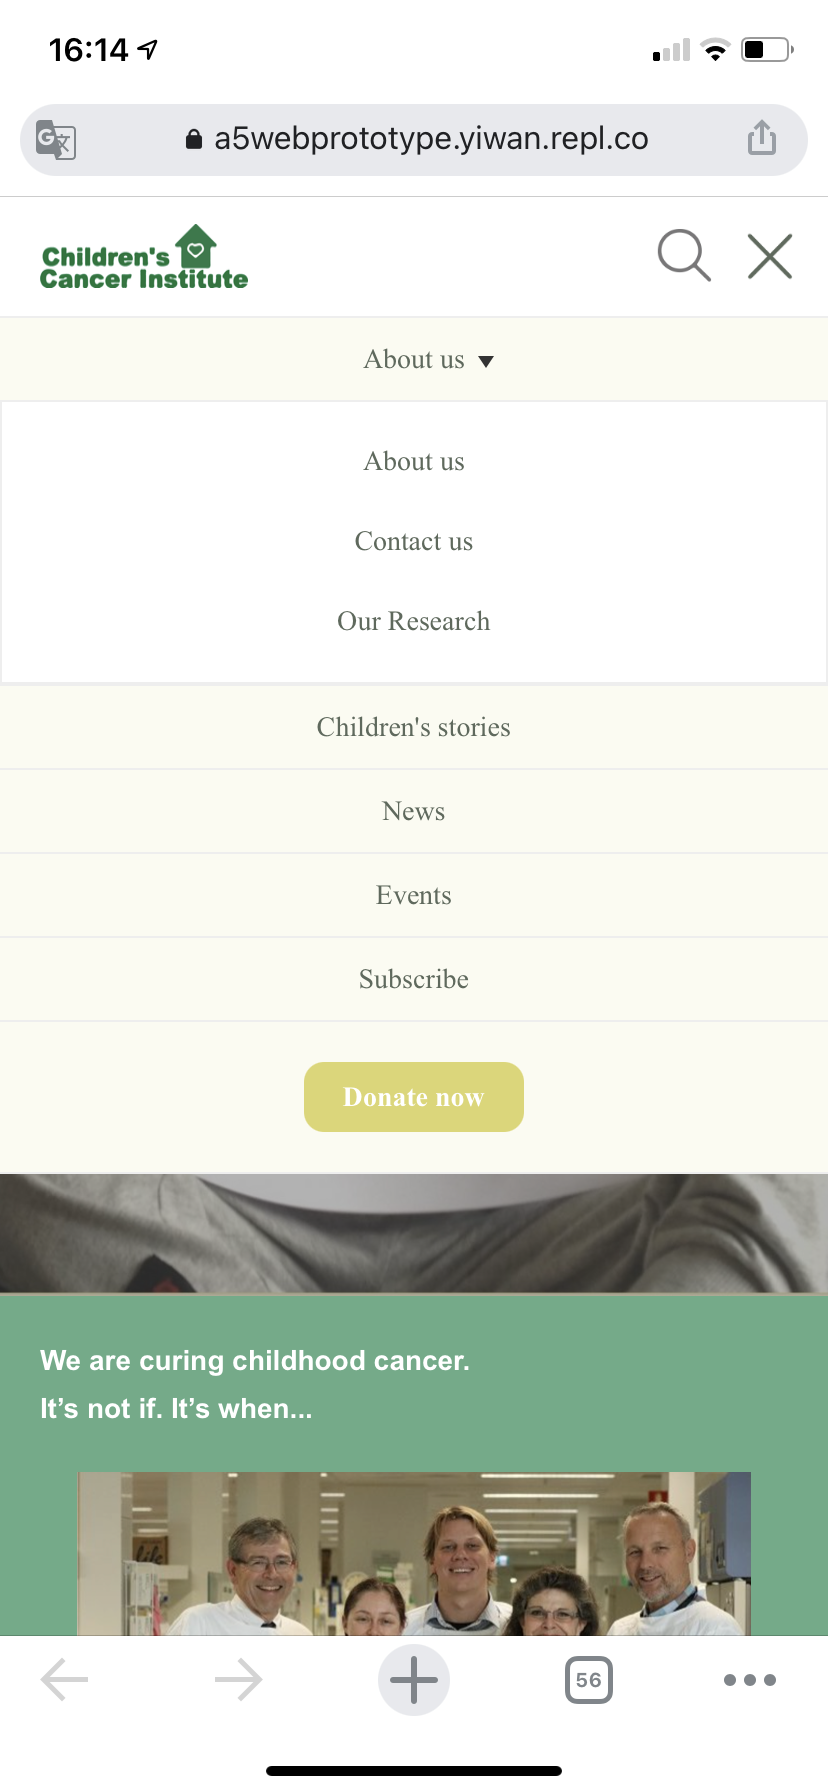 16:14
a5webprototype.yiwan.repl.co
Children's
Cancer Institute
About us
About us
Contact us
Our Research
Children's stories
News
Events
Subscribe
Donate now
We are curing childhood cancer.
It’s not if. It’s when...
56